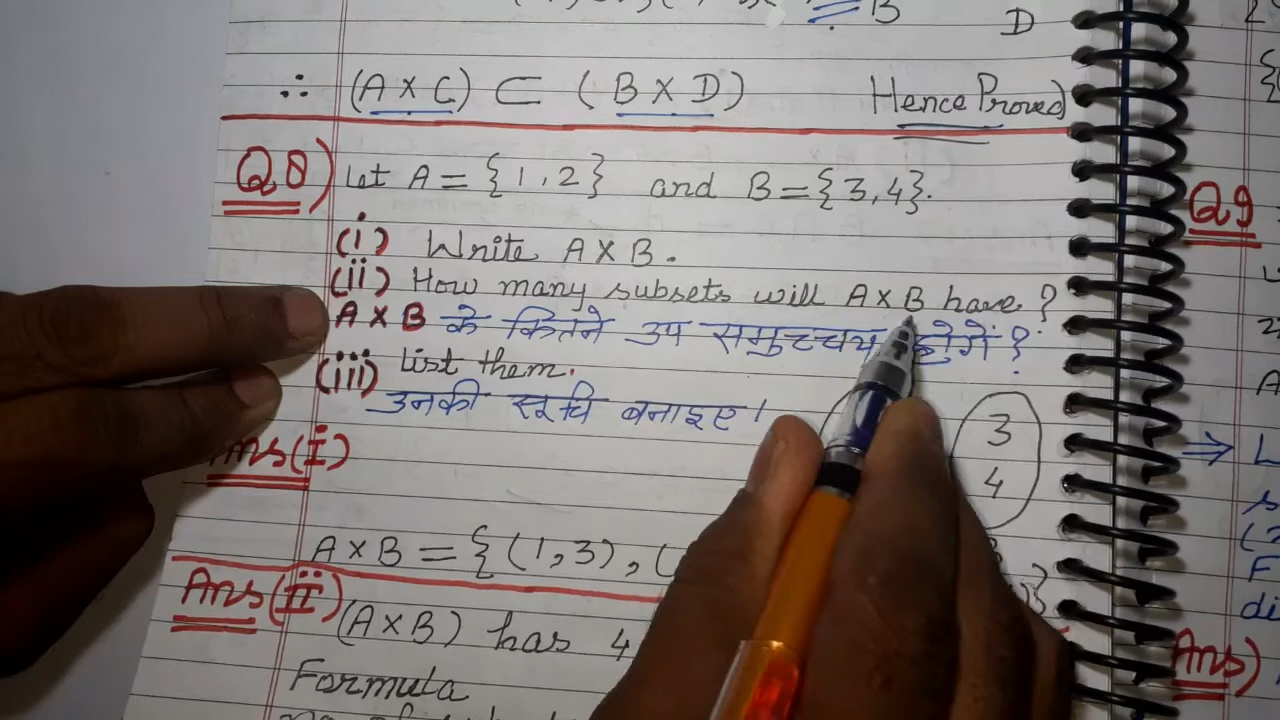 B
D
∴ (A × C) ⊂ (B × D) Hence Proved
Q8) Let A = {1,2} and B = {3,4}.
(i) Write A × B.
(ii) How many subsets will A × B have?
A × B के कितने उप समुच्चय होगें?
(iii) List them.
उनकी सूचि बनाइए।
Ans(i)
3
4
A × B = {(1,3), (
Ans(ii) (A × B) has 4
Formula
Q9
⇒ L
F
di
Ans)